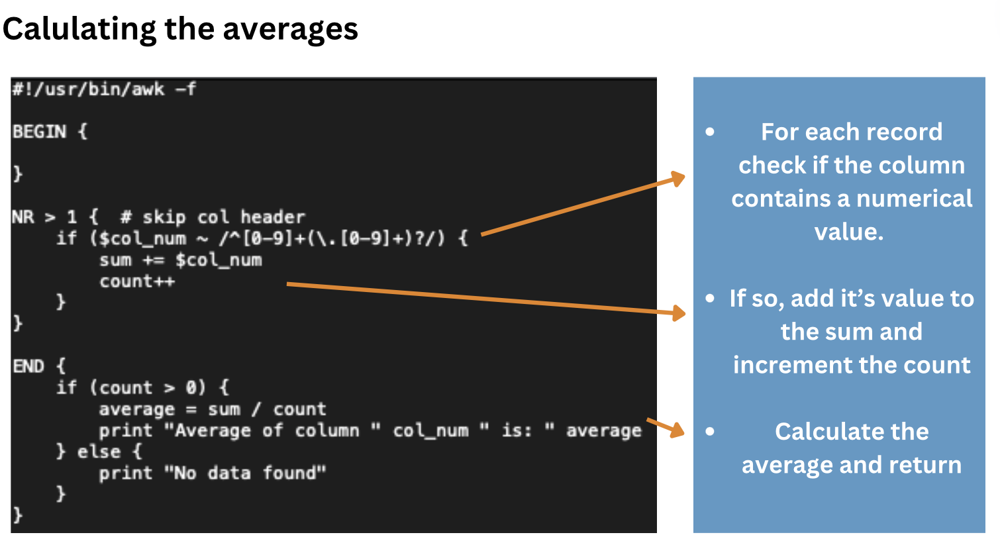 Calulating the averages
#!/usr/bin/awk -f
BEGIN {
}
NR > 1 {  # skip col header
    if ($col_num ~ /^[0-9]+(\.[0-9]+)?/) {
        sum += $col_num
        count++
    }
}
END {
    if (count > 0) {
        average = sum / count
        print "Average of column " col_num " is: " average
    } else {
        print "No data found"
    }
}
• For each record
check if the column
contains a numerical
value.
• If so, add it’s value to
the sum and
increment the count
• Calculate the
average and return